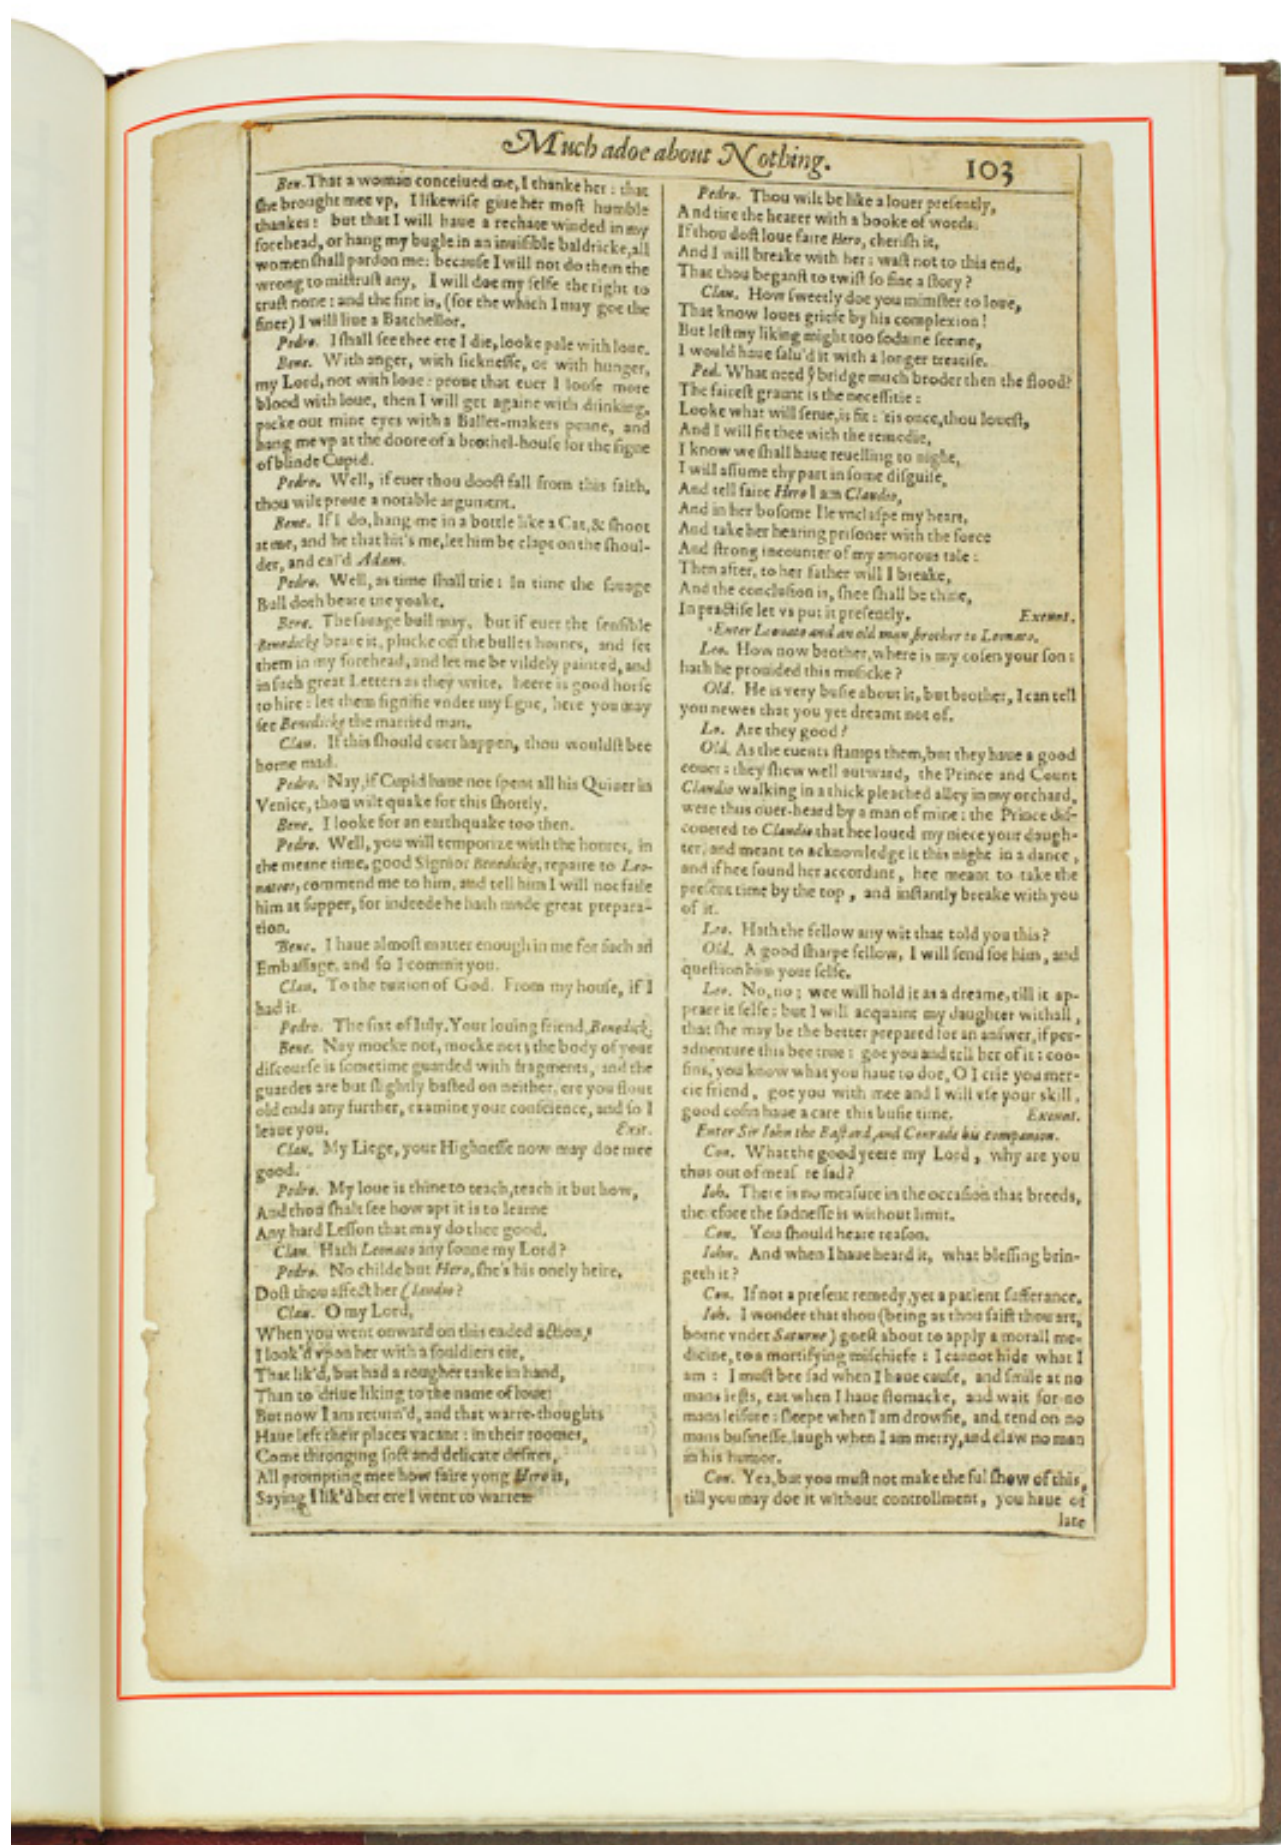 Much adoe about Nothing.
103
Ben. That a woman conceiued me, I thanke her: that
she brought mee vp, I likewise giue her most humble
thankes: but that I will haue a rechate winded in my
forehead, or hang my bugle in an inuisible baldricke, all
women shall pardon me: because I will not do them the
wrong to mistrust any, I will doe my selfe the right to
trust none: and the fine is, (for the which I may goe the
finer) I will liue a Batchellor.
Pedro. I shall see thee ere I die, looke pale with loue.
Bene. With anger, with sicknesse, or with hunger,
my Lord, not with loue: proue that euer I loose more
blood with loue, then I will get againe with drinking,
picke out mine eyes with a Ballet-makers penne, and
hang me vp at the doore of a brothel-house for the signe
of blinde Cupid.
Pedro. Well, if euer thou doost fall from this faith,
thou wilt proue a notable argument.
Bene. If I do, hang me in a bottle like a Cat, & shoot
at me, and he that hit's me, let him be clapt on the shoul-
der, and cal'd Adam.
Pedro. Well, as time shall trie: In time the sauage
Bull doth beare the yoake.
Bene. The sauage bull may, but if euer the sensible
Benedicke beare it, plucke off the bulles hornes, and set
them in my forehead, and let me be vildely painted, and
in such great Letters as they write, heere is good horse
to hire: let them signifie vnder my signe, here you may
see Benedicke the married man.
Clau. If this should euer happen, thou wouldst bee
horne mad.
Pedro. Nay, if Cupid haue not spent all his Quiuer in
Venice, thou wilt quake for this shortly.
Bene. I looke for an earthquake too then.
Pedro. Well, you will temporize with the houres, in
the meane time, good Signior Benedicke, repaire to Leo-
natoes, commend me to him, and tell him I will not faile
him at supper, for indeede he hath made great prepara-
tion.
Bene. I haue almost matter enough in me for such an
Embassage, and so I commit you.
Clau. To the tuition of God. From my house, if I
had it.
Pedro. The sixt of Iuly. Your louing friend, Benedick.
Bene. Nay mocke not, mocke not; the body of your
discourse is sometime guarded with fragments, and the
guardes are but slightly basted on neither, ere you flout
old ends any further, examine your conscience, and so I
leaue you. Exit.
Clau. My Liege, your Highnesse now may doe mee
good.
Pedro. My loue is thine to teach, teach it but how,
And thou shalt see how apt it is to learne
Any hard Lesson that may do thee good.
Clau. Hath Leonato any sonne my Lord?
Pedro. No childe but Hero, she's his onely heire.
Dost thou affect her Claudio?
Clau. O my Lord,
When you went onward on this ended action,
I look'd vpon her with a souldiers eie,
That lik'd, but had a rougher taske in hand,
Than to driue liking to the name of loue:
But now I am return'd, and that warre-thoughts
Haue left their places vacant: in their roomes,
Come thronging soft and delicate desires,
All prompting mee how faire yong Hero is,
Saying I lik'd her ere I went to warres.
Pedro. Thou wilt be like a louer presently,
And tire the hearer with a booke of words:
If thou dost loue faire Hero, cherish it,
And I will breake with her: wast not to this end,
That thou beganst to twist so fine a story?
Clau. How sweetly doe you minister to loue,
That know loues griefe by his complexion!
But lest my liking might too sodaine seeme,
I would haue salu'd it with a longer treatise.
Ped. What need yͤ bridge much broder then the flood?
The fairest graunt is the necessitie:
Looke what will serue, is fit: 'tis once, thou louest,
And I will fit thee with the remedie,
I know we shall haue reuelling to night,
I will assume thy part in some disguise,
And tell faire Hero I am Claudio,
And in her bosome Ile vnclaspe my heart,
And take her hearing prisoner with the force
And strong incounter of my amorous tale:
Then after, to her father will I breake,
And the conclusion is, shee shall be thine,
In practise let vs put it presently. Exeunt.
Enter Leonato and an old man, brother to Leonato.
Leo. How now brother, where is my cosen your son:
hath he prouided this musicke?
Old. He is very busie about it, but brother, I can tell
you newes that you yet dreamt not of.
Lo. Are they good?
Old. As the euents stamps them, but they haue a good
couer: they shew well outward, the Prince and Count
Claudio walking in a thick pleached alley in my orchard,
were thus ouer-heard by a man of mine: the Prince dis-
couered to Claudio that hee loued my niece your daugh-
ter, and meant to acknowledge it this night in a dance,
and if hee found her accordant, hee meant to take the
present time by the top, and instantly breake with you
of it.
Leo. Hath the fellow any wit that told you this?
Old. A good sharpe fellow, I will send for him, and
question him your selfe.
Leo. No, no; wee will hold it as a dreame, till it ap-
peare it selfe: but I will acquaint my daughter withall,
that she may be the better prepared for an answer, if per-
aduenture this bee true: goe you and tell her of it: coo-
sins, you know what you haue to doe, O I crie you mer-
cie friend, goe you with mee and I will vse your skill,
good cosin haue a care this busie time. Exeunt.
Enter Sir Iohn the Bastard, and Conrade his companion.
Con. What the good yeere my Lord, why are you
thus out of meas re sad?
Ioh. There is no measure in the occasion that breeds,
therefore the sadnesse is without limit.
Con. You should heare reason.
Iohn. And when I haue heard it, what blessing brin-
geth it?
Con. If not a present remedy, yet a patient sufferance.
Ioh. I wonder that thou (being as thou saist thou art,
borne vnder Saturne) goest about to apply a morall me-
dicine, to a mortifying mischiefe: I cannot hide what I
am: I must bee sad when I haue cause, and smile at no
mans iests, eat when I haue stomacke, and wait for no
mans leisure: sleepe when I am drowsie, and tend on no
mans businesse, laugh when I am merry, and claw no man
in his humor.
Con. Yea, but you must not make the ful show of this,
till you may doe it without controllment, you haue of
late